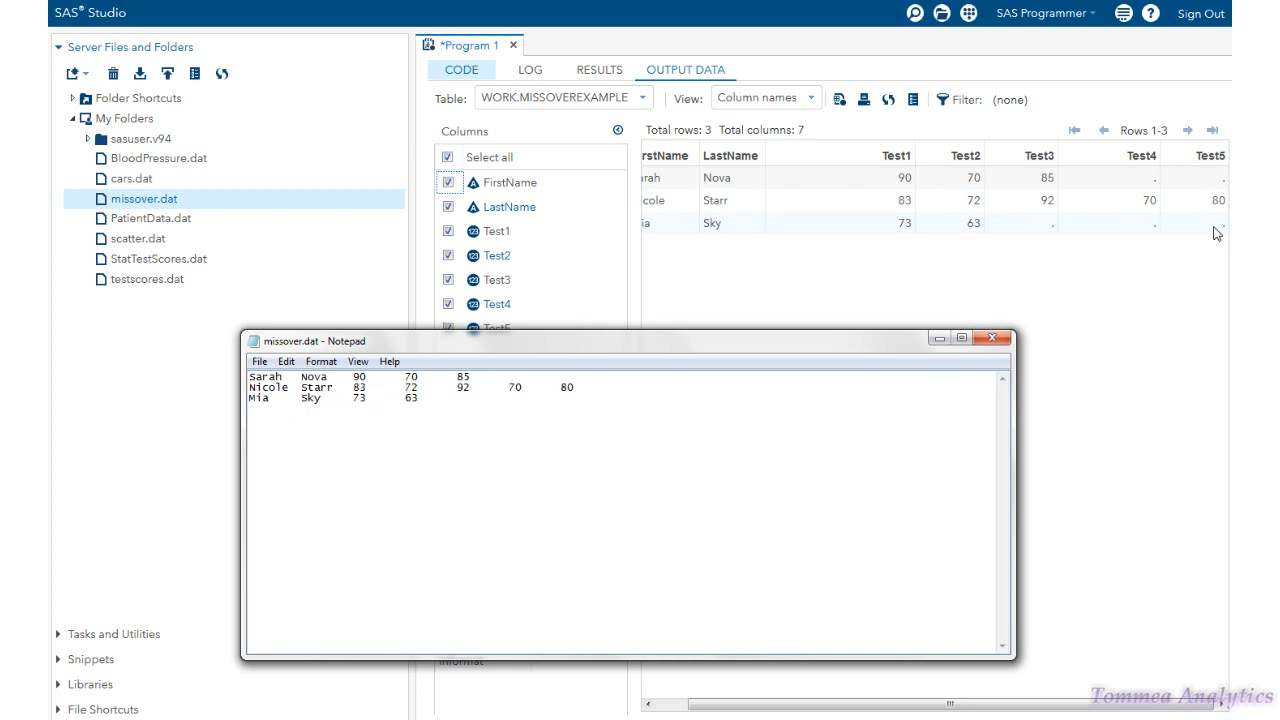 SAS® Studio
SAS Programmer
Sign Out
Server Files and Folders
Folder Shortcuts
My Folders
sasuser.v94
BloodPressure.dat
cars.dat
missover.dat
PatientData.dat
scatter.dat
StatTestScores.dat
testscores.dat
Tasks and Utilities
Snippets
Libraries
File Shortcuts
*Program 1
CODE LOG RESULTS OUTPUT DATA
Table: WORK.MISSOVEREXAMPLE View: Column names Filter: (none)
Columns
Select all
FirstName
LastName
Test1
Test2
Test3
Test4
Test5
Total rows: 3 Total columns: 7 Rows 1-3
rstName LastName Test1 Test2 Test3 Test4 Test5
rah Nova 90 70 85 . .
cole Starr 83 72 92 70 80
ia Sky 73 63 . . .
missover.dat - Notepad
File Edit Format View Help
Sarah Nova 90 70 85
Nicole Starr 83 72 92 70 80
Mia Sky 73 63
Informat
Tommea Analytics